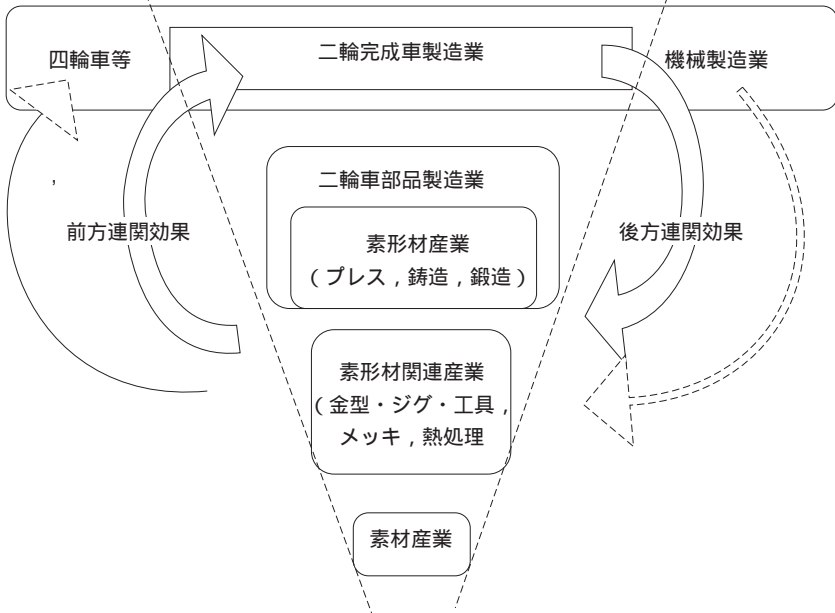 四輪車等
二輪完成車製造業
機械製造業
,
二輪車部品製造業
前方連関効果
素形材産業
(プレス,鋳造,鍛造)
後方連関効果
素形材関連産業
(金型・ジグ・工具,
メッキ,熱処理
素材産業